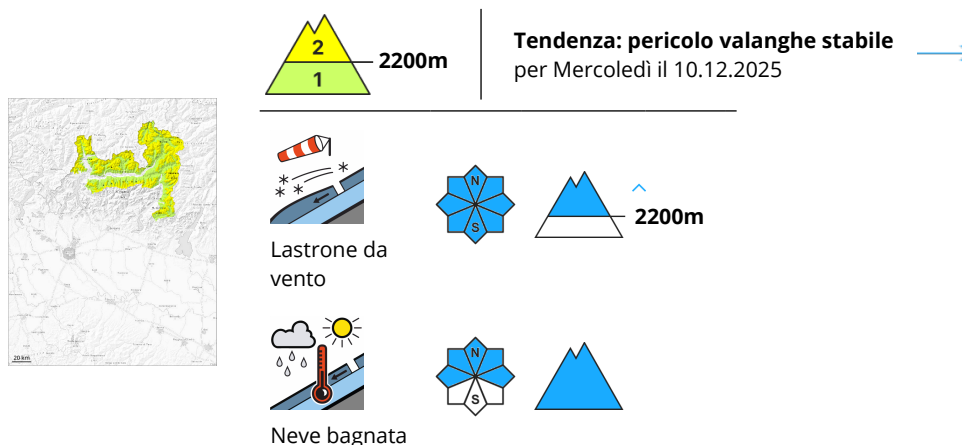 2
1
2200m
Tendenza: pericolo valanghe stabile
per Mercoledì il 10.12.2025
N
S
2200m
Lastrone da
vento
N
S
Neve bagnata
20 km